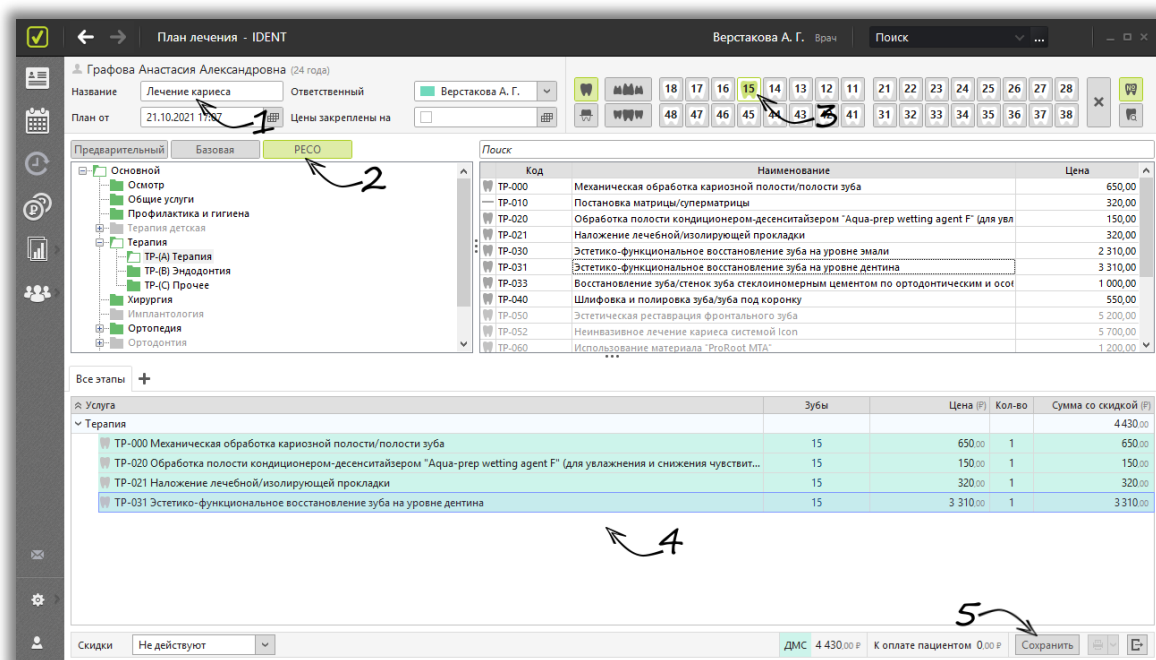 План лечения - IDENT
Верстакова А. Г. Врач
Поиск
...
Графова Анастасия Александровна (24 года)
Название Лечение кариеса Ответственный Верстакова А. Г.
План от 21.10.2021 17:07 Цены закреплены на
18 17 16 15 14 13 12 11 21 22 23 24 25 26 27 28
48 47 46 45 44 43 42 41 31 32 33 34 35 36 37 38
1
3
Предварительный Базовая РЕСО
2
Поиск
Основной
Осмотр
Общие услуги
Профилактика и гигиена
Терапия детская
Терапия
ТР-(А) Терапия
ТР-(В) Эндодонтия
ТР-(С) Прочее
Хирургия
Имплантология
Ортопедия
Ортодонтия
Код Наименование Цена
ТР-000 Механическая обработка кариозной полости/полости зуба 650,00
ТР-010 Постановка матрицы/суперматрицы 320,00
ТР-020 Обработка полости кондиционером-десенситайзером "Aqua-prep wetting agent F" (для увл 150,00
ТР-021 Наложение лечебной/изолирующей прокладки 320,00
ТР-030 Эстетико-функциональное восстановление зуба на уровне эмали 2 310,00
ТР-031 Эстетико-функциональное восстановление зуба на уровне дентина 3 310,00
ТР-033 Восстановление зуба/стенок зуба стеклоиномерным цементом по ортодонтическим и особ 1 000,00
ТР-040 Шлифовка и полировка зуба/зуба под коронку 550,00
ТР-050 Эстетическая реставрация фронтального зуба 5 200,00
ТР-052 Неинвазивное лечение кариеса системой Icon 5 700,00
ТР-060 Использование материала "ProRoot MTA" 1 200,00
Все этапы +
Услуга Зубы Цена (₽) Кол-во Сумма со скидкой (₽)
Терапия 4 430,00
ТР-000 Механическая обработка кариозной полости/полости зуба 15 650,00 1 650,00
ТР-020 Обработка полости кондиционером-десенситайзером "Aqua-prep wetting agent F" (для увлажнения и снижения чувствит... 15 150,00 1 150,00
ТР-021 Наложение лечебной/изолирующей прокладки 15 320,00 1 320,00
ТР-031 Эстетико-функциональное восстановление зуба на уровне дентина 15 3 310,00 1 3 310,00
4
5
Скидки Не действуют ДМС 4 430,00 ₽ К оплате пациентом 0,00 ₽ Сохранить